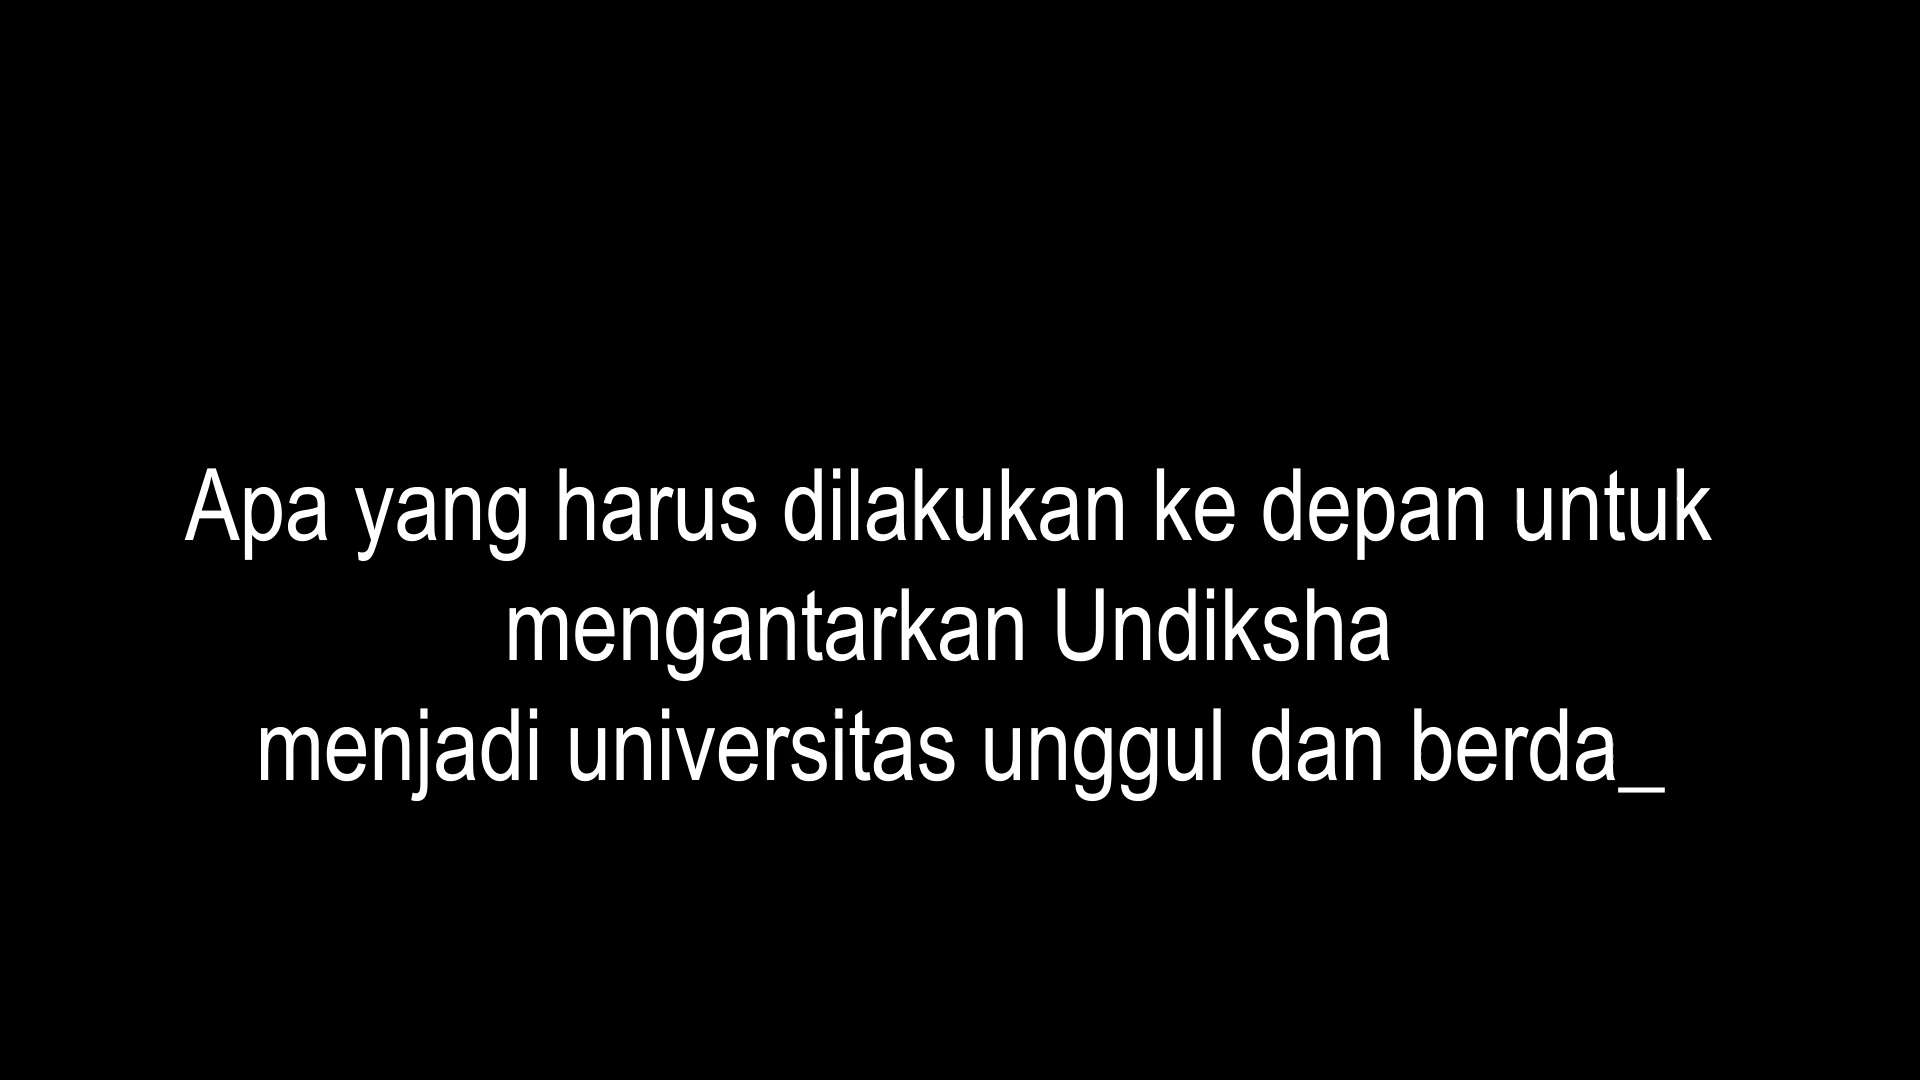 Apa yang harus dilakukan ke depan untuk
mengantarkan Undiksha
menjadi universitas unggul dan berda_